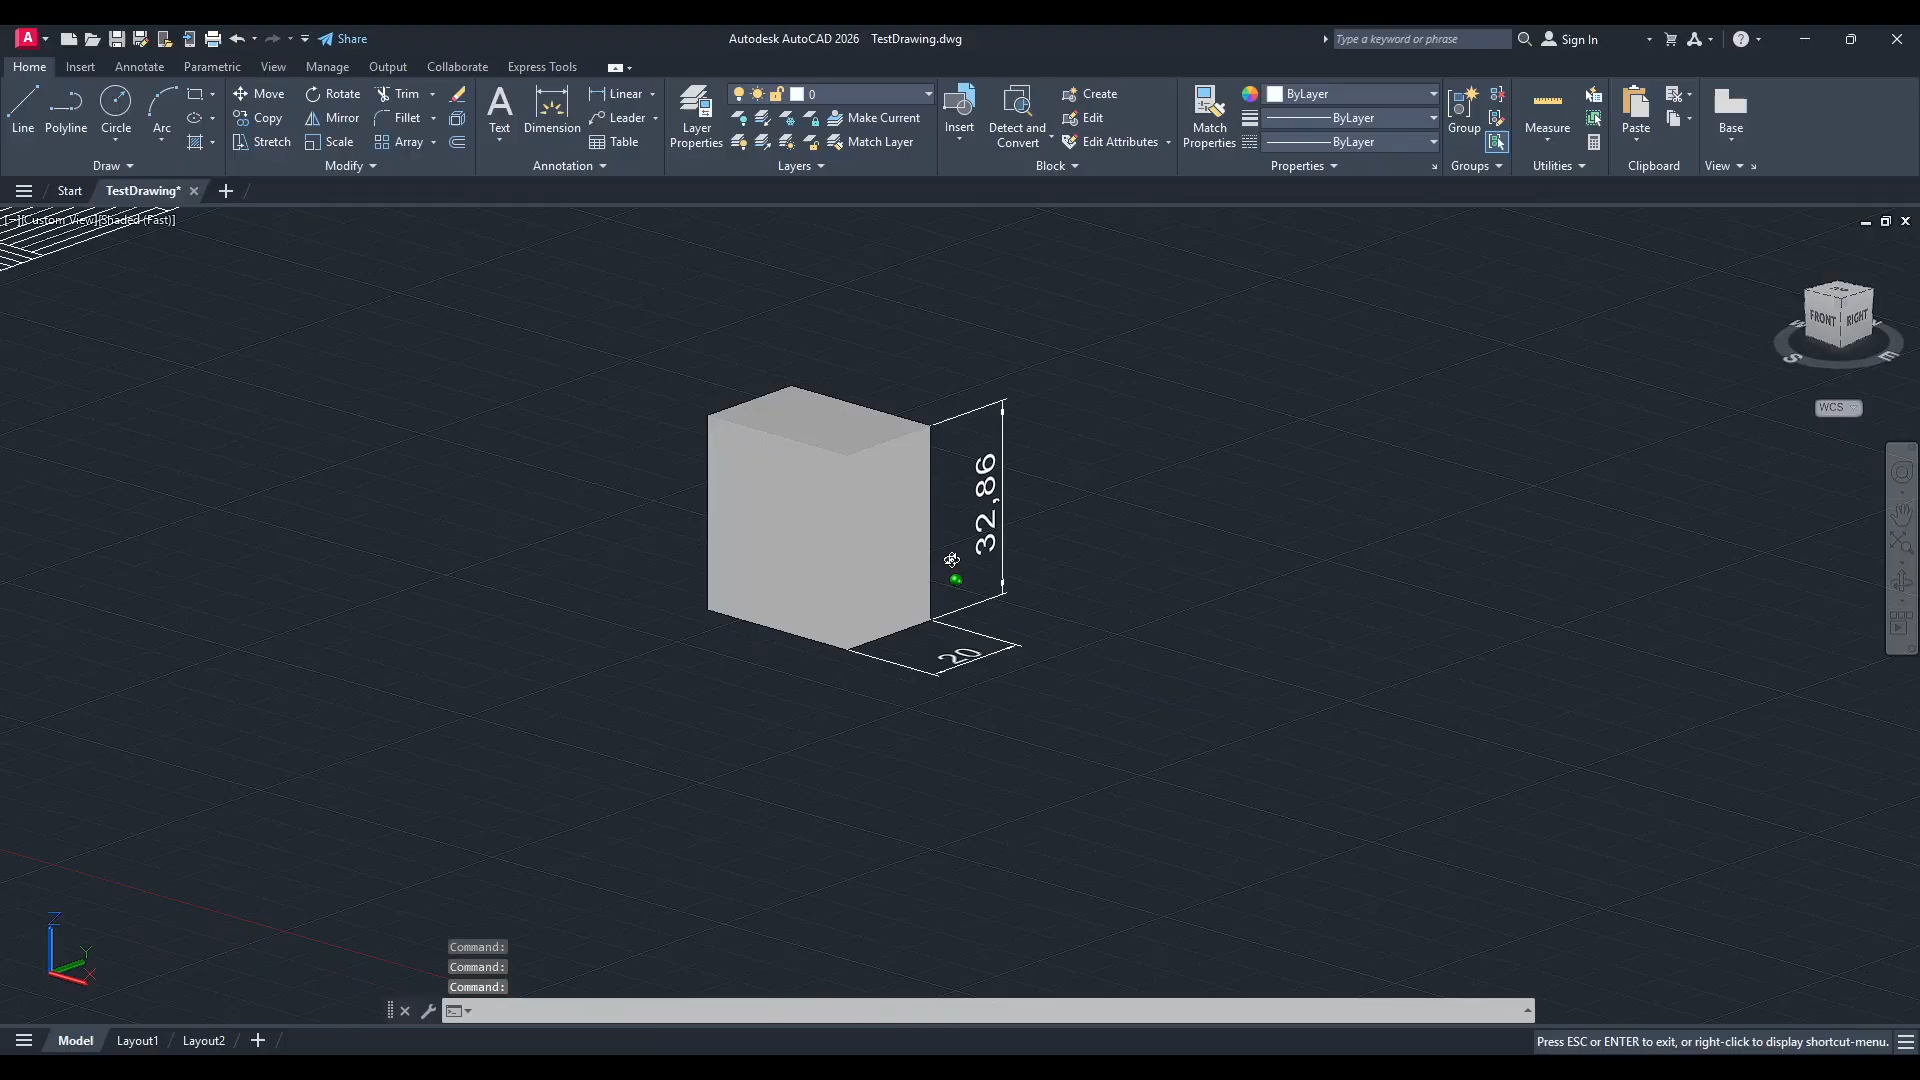 A Share Autodesk AutoCAD 2026 TestDrawing.dwg Type a keyword or phrase Sign In
Home Insert Annotate Parametric View Manage Output Collaborate Express Tools
Line Polyline Circle Arc
Move Rotate Trim
Copy Mirror Fillet
Stretch Scale Array
Text Dimension
Linear
Leader
Table
Layer Properties
0
Make Current
Match Layer
Insert
Detect and Convert
Create
Edit
Edit Attributes
Match Properties
ByLayer
ByLayer
ByLayer
Group
Measure
Paste
Base
Draw Modify Annotation Layers Block Properties Groups Utilities Clipboard View
Start TestDrawing*
[−][Custom View][Shaded (Fast)]
FRONT RIGHT
S E
WCS
32,86
20
Z
Y
X
Command:
Command:
Command:
Model Layout1 Layout2
Press ESC or ENTER to exit, or right-click to display shortcut-menu.